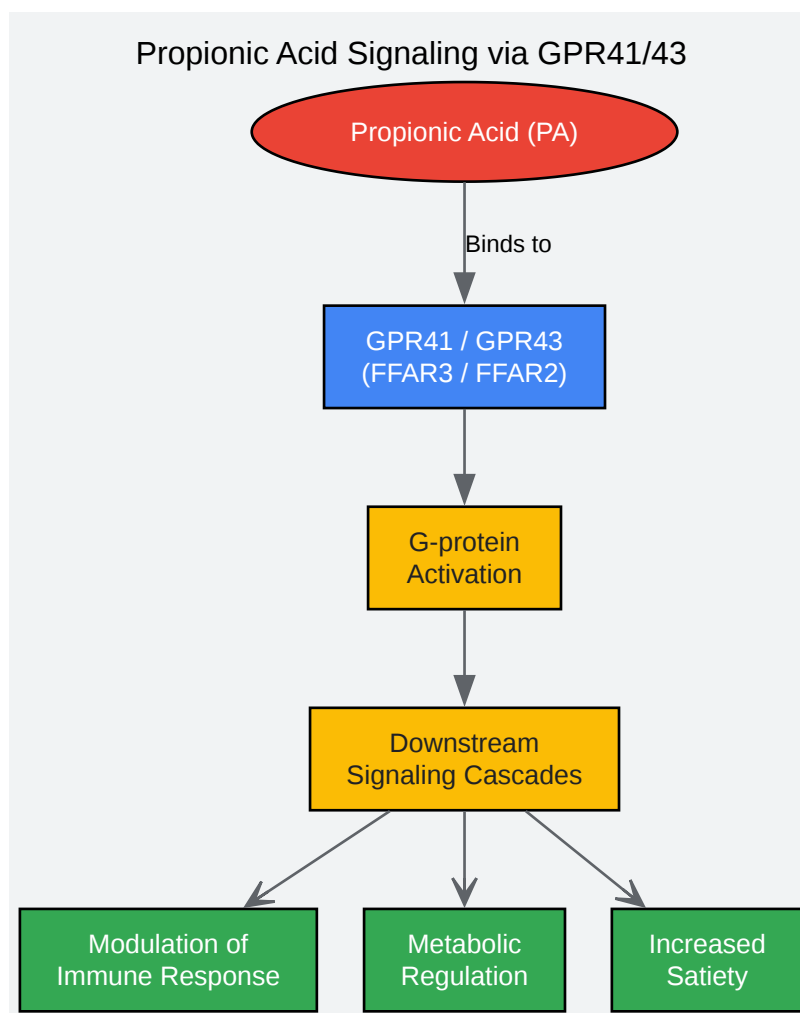 Propionic Acid Signaling via GPR41/43
Propionic Acid (PA)
Binds to
GPR41 / GPR43
(FFAR3 / FFAR2)
G-protein
Activation
Downstream
Signaling Cascades
Modulation of
Immune Response
Metabolic
Regulation
Increased
Satiety